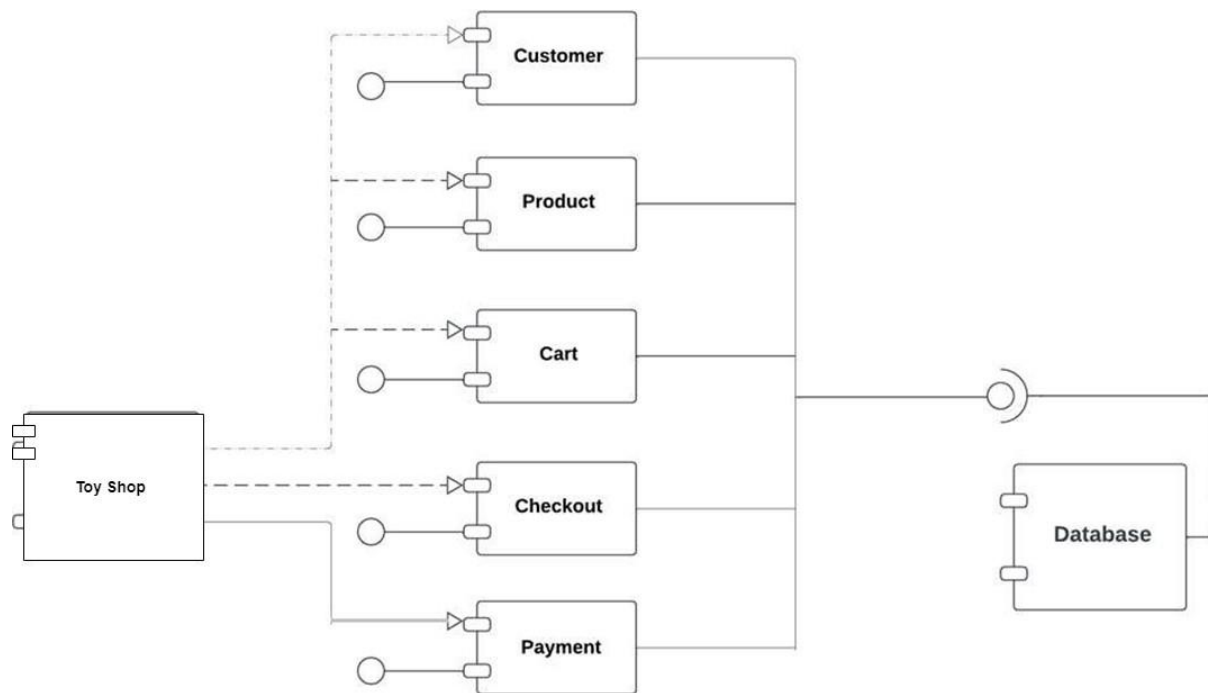 Customer
Product
Cart
Toy Shop
Checkout
Database
Payment